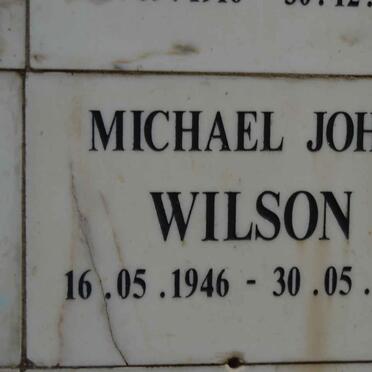 MICHAEL JOH
WILSON
16.05.1946 - 30.05.